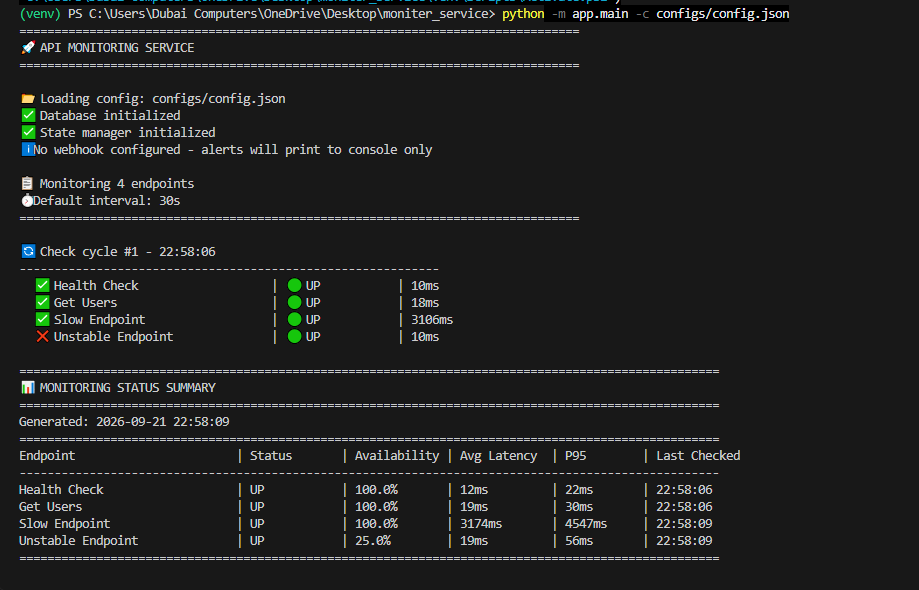 (venv) PS C:\Users\Dubai Computers\OneDrive\Desktop\moniter_service> python -m app.main -c configs/config.json
================================================================================
🚀 API MONITORING SERVICE
================================================================================
📂 Loading config: configs/config.json
✅ Database initialized
✅ State manager initialized
ℹ️No webhook configured - alerts will print to console only
📋 Monitoring 4 endpoints
⏱️Default interval: 30s
================================================================================
🔄 Check cycle #1 - 22:58:06
------------------------------------------------------------
✅ Health Check | 🟢 UP | 10ms
✅ Get Users | 🟢 UP | 18ms
✅ Slow Endpoint | 🟢 UP | 3106ms
❌ Unstable Endpoint | 🟢 UP | 10ms
====================================================================================================
📊 MONITORING STATUS SUMMARY
====================================================================================================
Generated: 2026-09-21 22:58:09
====================================================================================================
Endpoint | Status | Availability | Avg Latency | P95 | Last Checked
----------------------------------------------------------------------------------------------------
Health Check | UP | 100.0% | 12ms | 22ms | 22:58:06
Get Users | UP | 100.0% | 19ms | 30ms | 22:58:06
Slow Endpoint | UP | 100.0% | 3174ms | 4547ms | 22:58:09
Unstable Endpoint | UP | 25.0% | 19ms | 56ms | 22:58:09
====================================================================================================